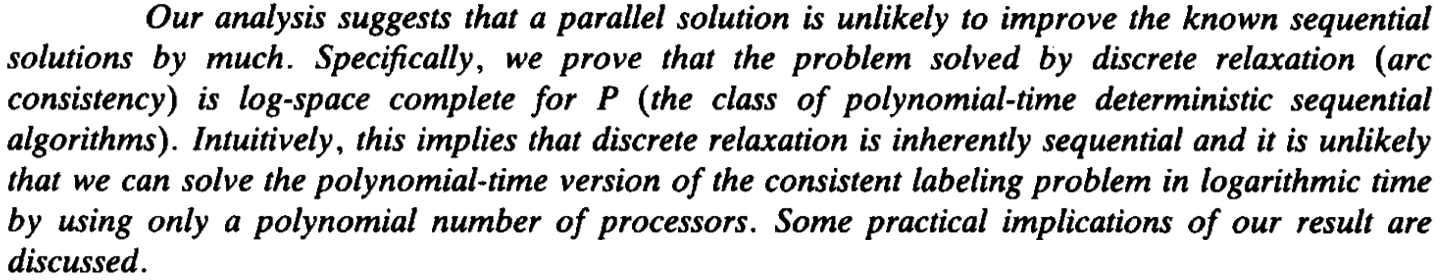 Our analysis suggests that a parallel solution is unlikely to improve the known sequential
solutions by much. Specifically, we prove that the problem solved by discrete relaxation (arc
consistency) is log-space complete for P (the class of polynomial-time deterministic sequential
algorithms). Intuitively, this implies that discrete relaxation is inherently sequential and it is unlikely
that we can solve the polynomial-time version of the consistent labeling problem in logarithmic time
by using only a polynomial number of processors. Some practical implications of our result are
discussed.